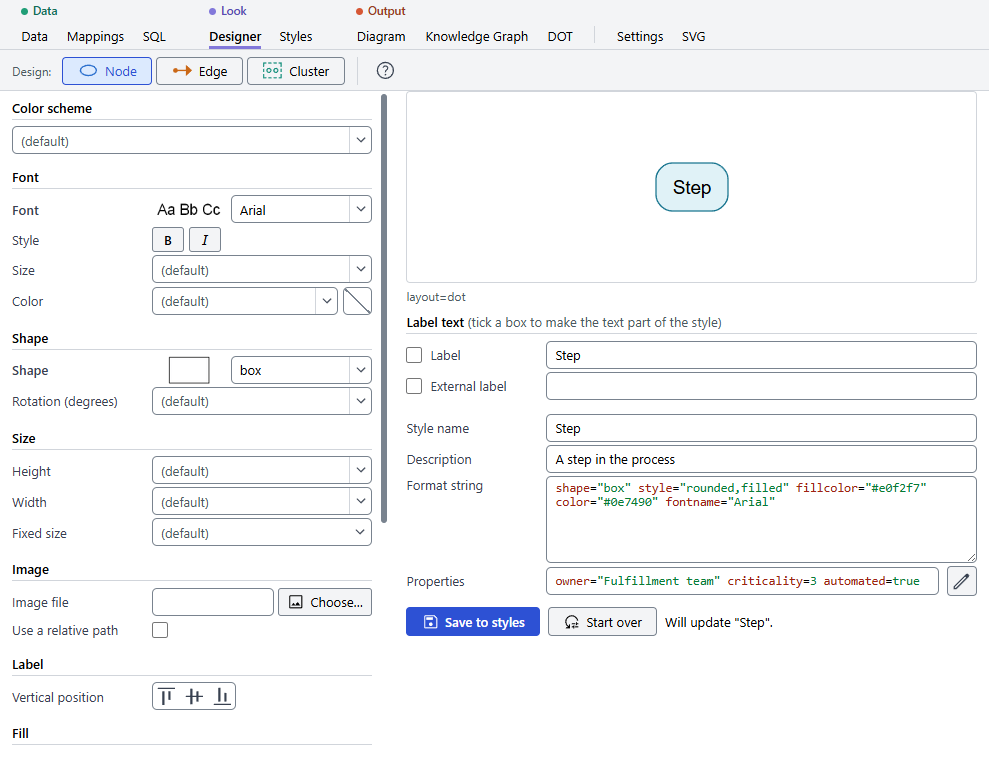 Data
Look
Output
Data Mappings SQL Designer Styles Diagram Knowledge Graph DOT Settings SVG
Design: Node Edge Cluster ?
Color scheme
(default)
Font
Font Aa Bb Cc Arial
Style B I
Size (default)
Color (default)
Shape
Shape box
Rotation (degrees) (default)
Size
Height (default)
Width (default)
Fixed size (default)
Image
Image file Choose...
Use a relative path
Label
Vertical position
Fill
Step
layout=dot
Label text (tick a box to make the text part of the style)
Label Step
External label
Style name Step
Description A step in the process
Format string shape="box" style="rounded,filled" fillcolor="#e0f2f7"
color="#0e7490" fontname="Arial"
Properties owner="Fulfillment team" criticality=3 automated=true
Save to styles Start over Will update "Step".